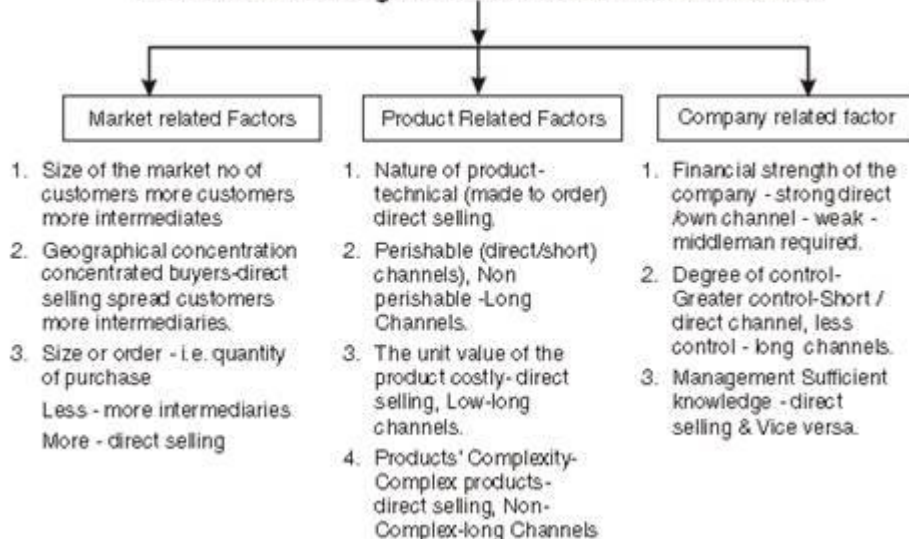 Market related Factors
1. Size of the market no of
customers more customers
more intermediates
2. Geographical concentration
concentrated buyers-direct
selling spread customers
more intermediaries.
3. Size or order - i.e. quantity
of purchase
Less - more intermediaries
More - direct selling
Product Related Factors
1. Nature of product-
technical (made to order)
direct selling.
2. Perishable (direct/short)
channels), Non
perishable -Long
Channels.
3. The unit value of the
product costly- direct
selling, Low-long
channels.
4. Products' Complexity-
Complex products-
direct selling, Non-
Complex-long Channels
Company related factor
1. Financial strength of the
company - strong direct
/own channel - weak -
middleman required.
2. Degree of control-
Greater control-Short /
direct channel, less
control - long channels.
3. Management Sufficient
knowledge - direct
selling & Vice versa.